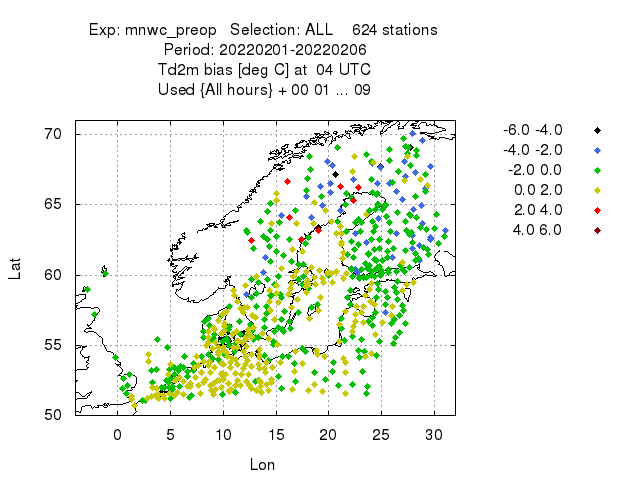 Exp: mnwc_preop   Selection: ALL    624 stations
Period: 20220201-20220206
Td2m bias [deg C] at  04 UTC
Used {All hours} + 00 01 ... 09
-6.0 -4.0
-4.0 -2.0
-2.0 0.0
0.0 2.0
2.0 4.0
4.0 6.0
70
65
60
55
50
Lat
0 5 10 15 20 25 30
Lon